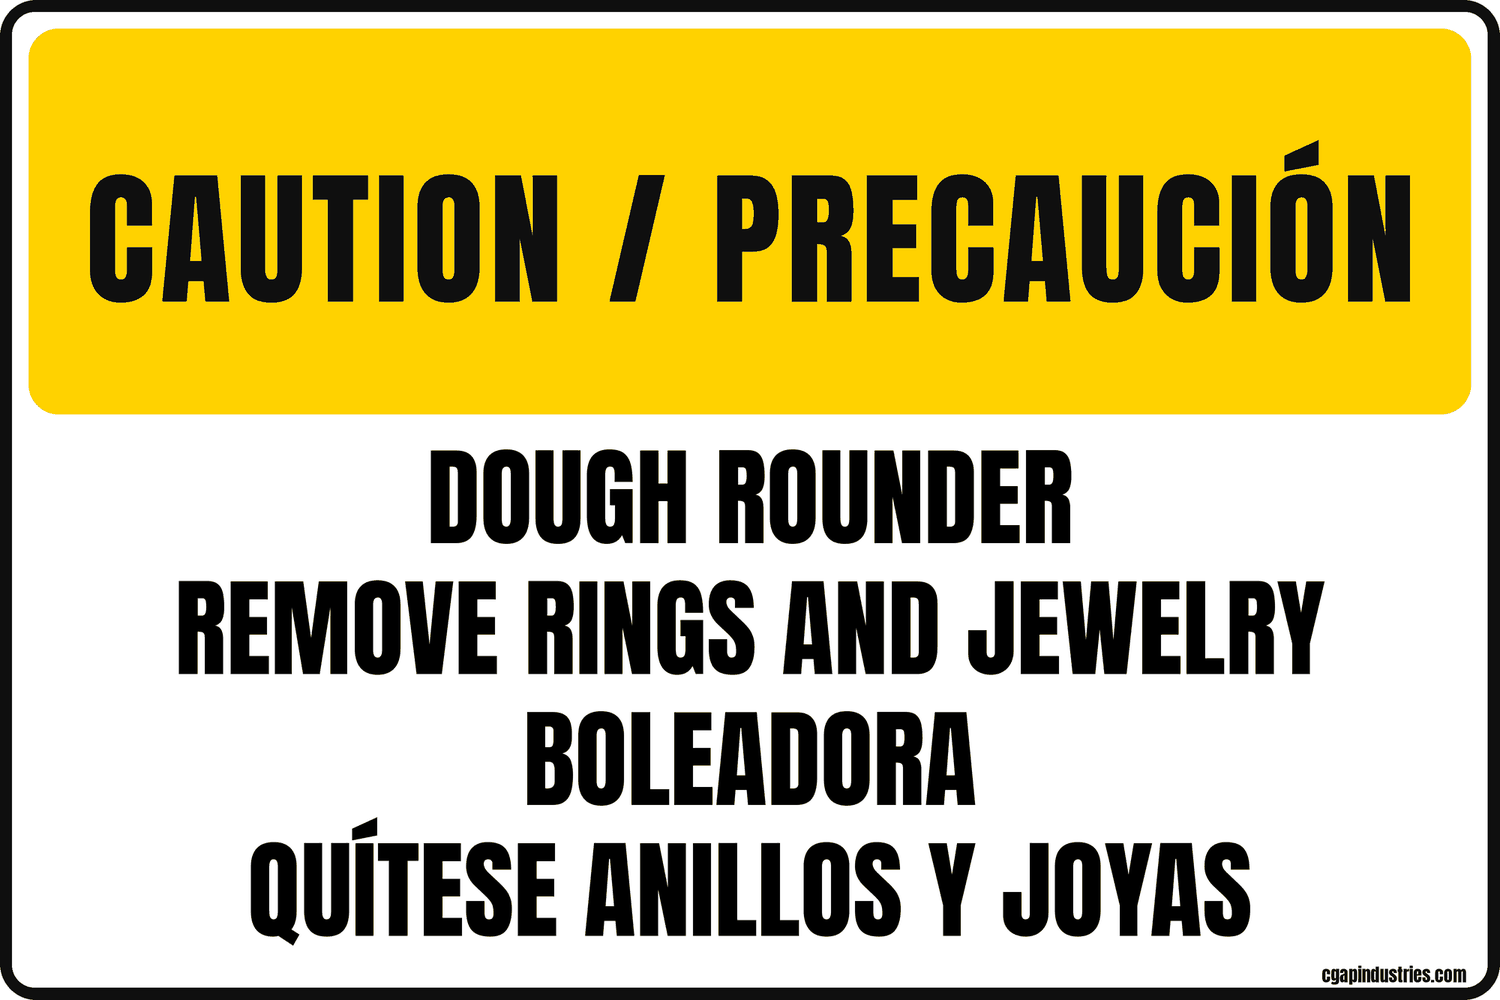 CAUTION / PRECAUCIÓN
DOUGH ROUNDER
REMOVE RINGS AND JEWELRY
BOLEADORA
QUÍTESE ANILLOS Y JOYAS
cgapindustries.com